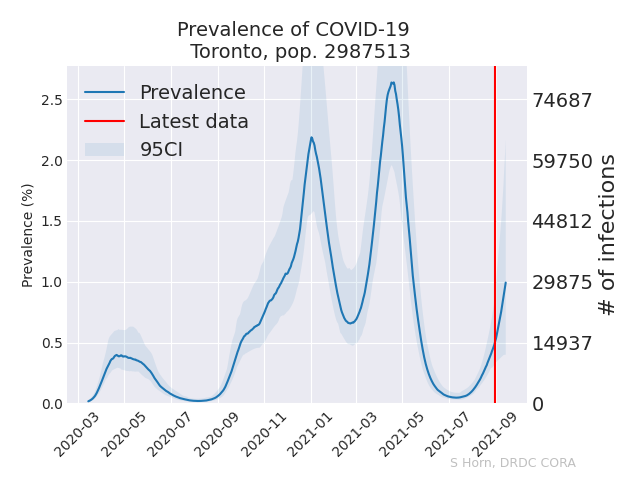 Prevalence of COVID-19
Toronto, pop. 2987513
Prevalence
Latest data
95CI
Prevalence (%)
2.5
2.0
1.5
1.0
0.5
0.0
74687
59750
44812
29875
14937
0
# of infections
2020-03
2020-05
2020-07
2020-09
2020-11
2021-01
2021-03
2021-05
2021-07
2021-09
S Horn, DRDC CORA